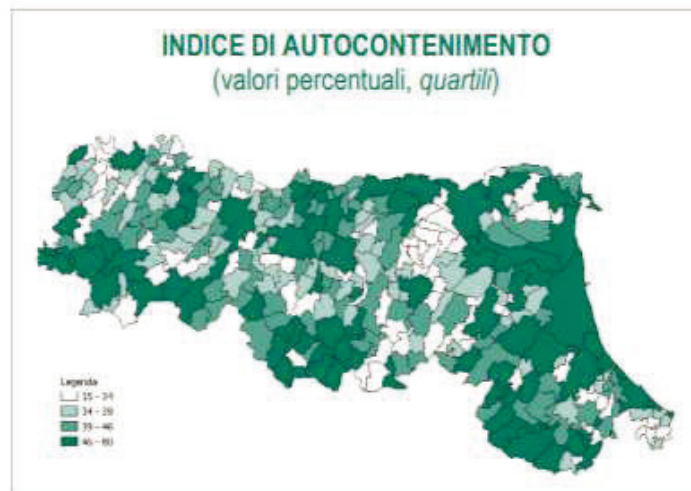 INDICE DI AUTOCONTENIMENTO
(valori percentuali, quartili)
Legenda
15 - 34
34 - 39
39 - 46
46 - 80